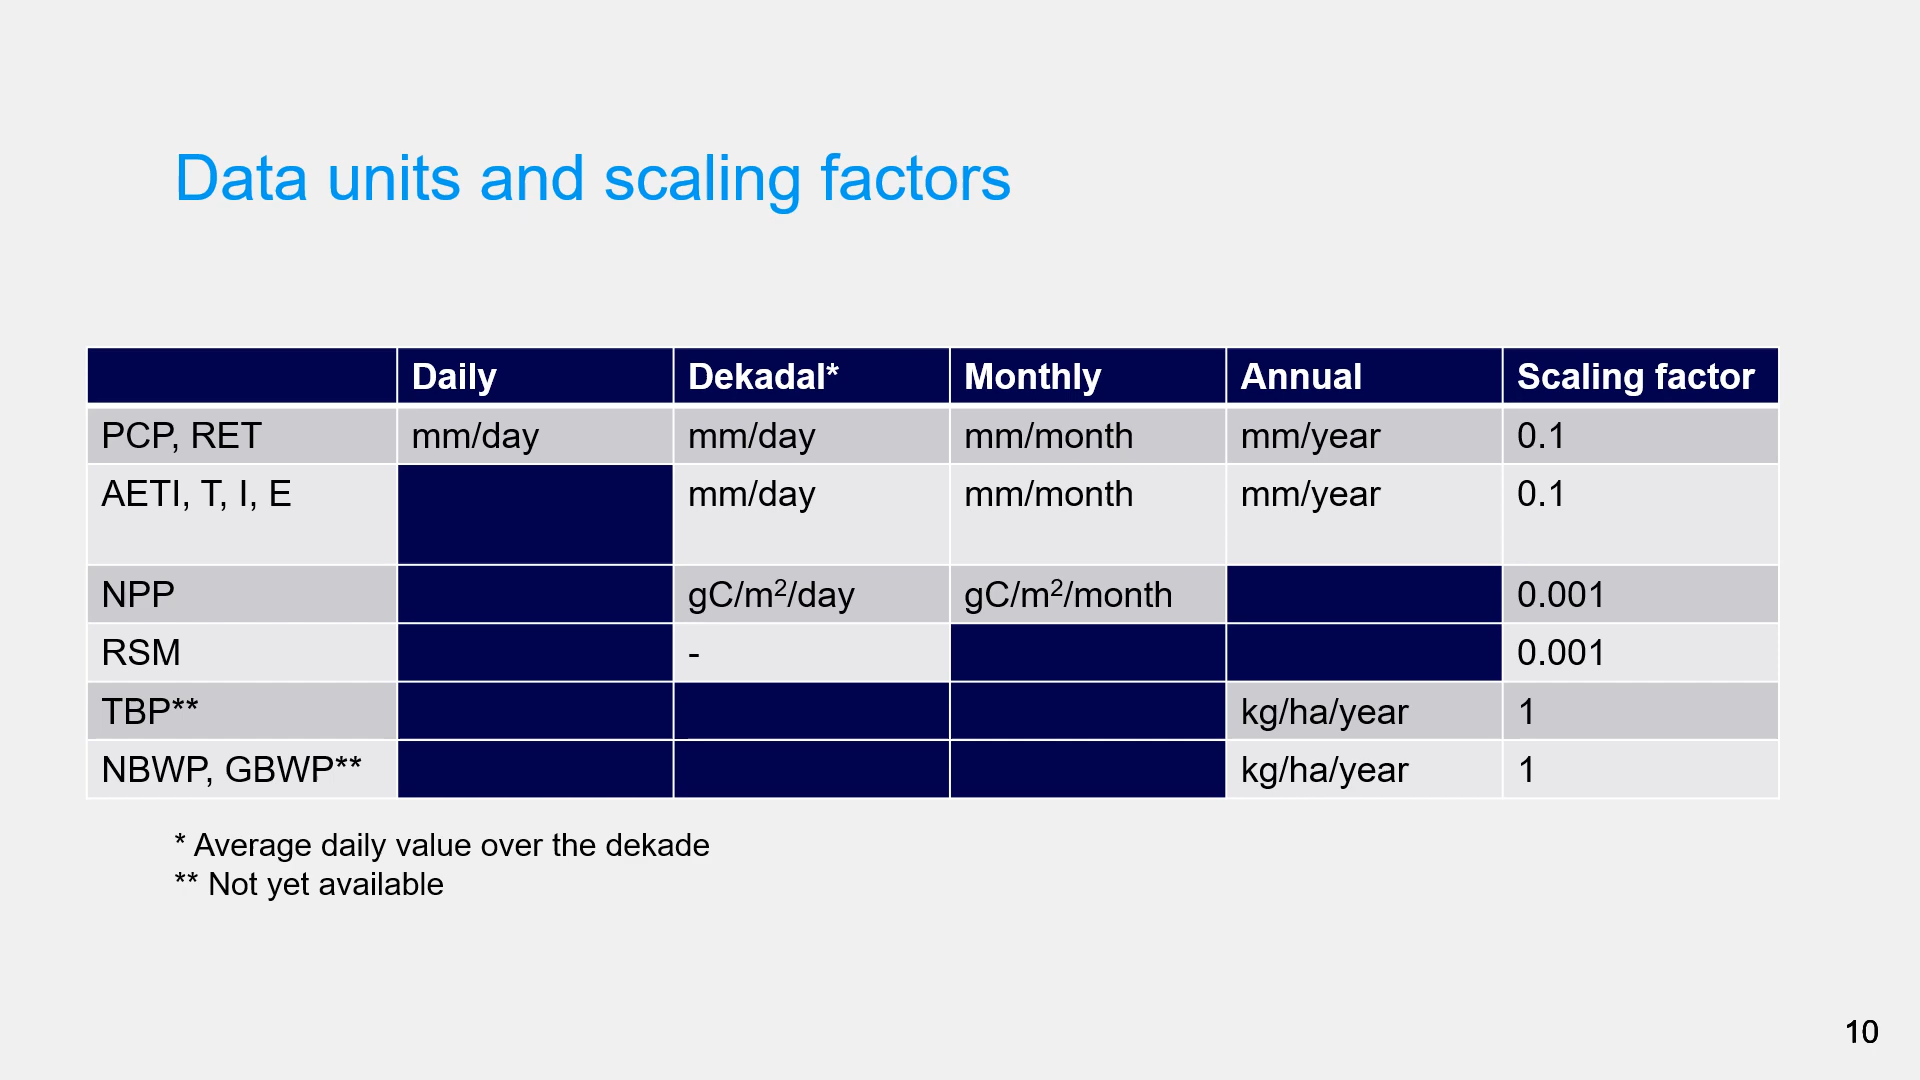 Data units and scaling factors
Daily Dekadal* Monthly Annual Scaling factor
PCP, RET mm/day mm/day mm/month mm/year 0.1
AETI, T, I, E mm/day mm/month mm/year 0.1
NPP gC/m²/day gC/m²/month 0.001
RSM - 0.001
TBP** kg/ha/year 1
NBWP, GBWP** kg/ha/year 1
* Average daily value over the dekade
** Not yet available
10